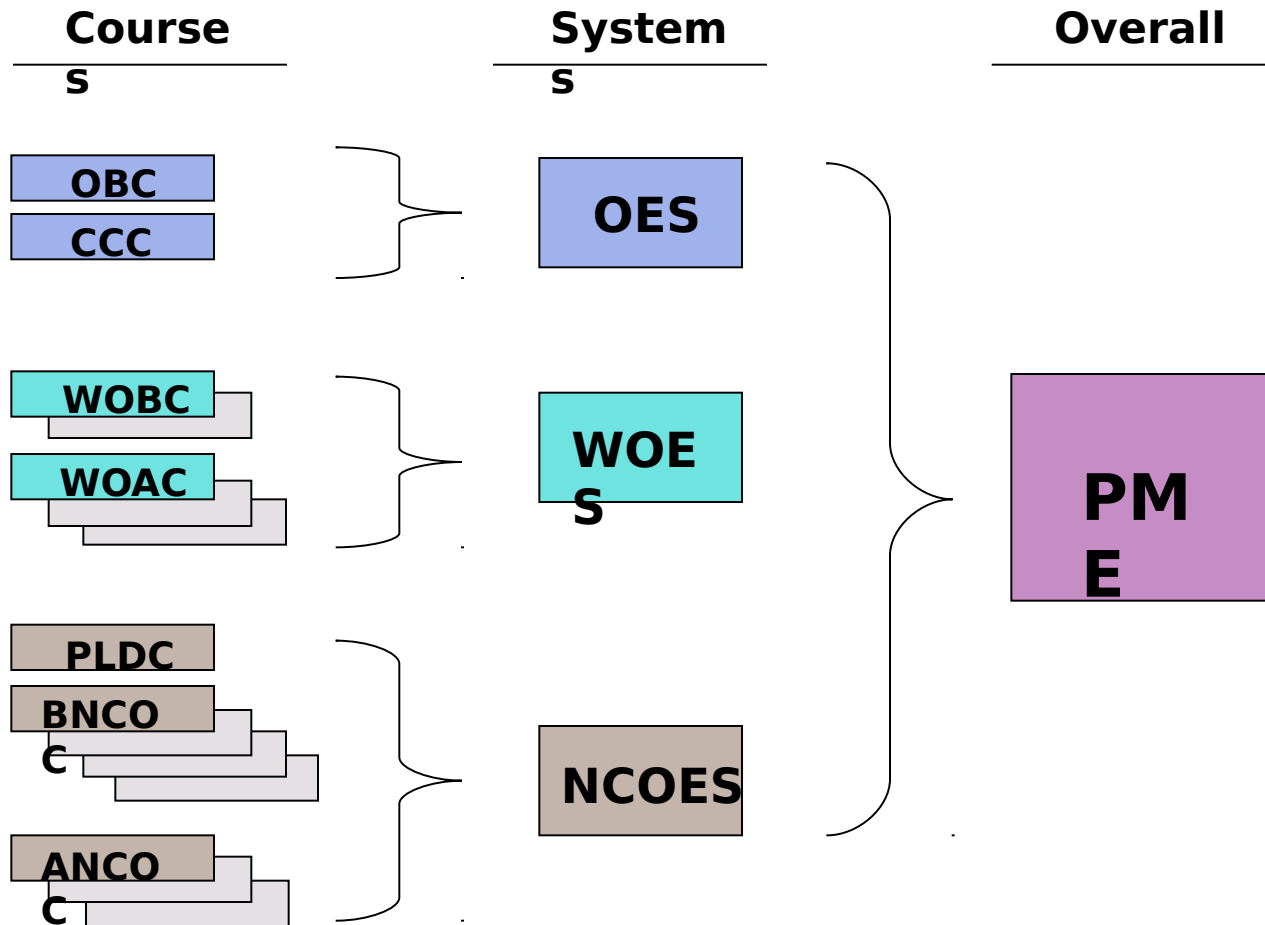 Course
s
System
s
Overall
OBC
CCC
OES
WOBC
WOAC
WOE
S
PLDC
BNCO
C
ANCO
C
NCOES
PM
E